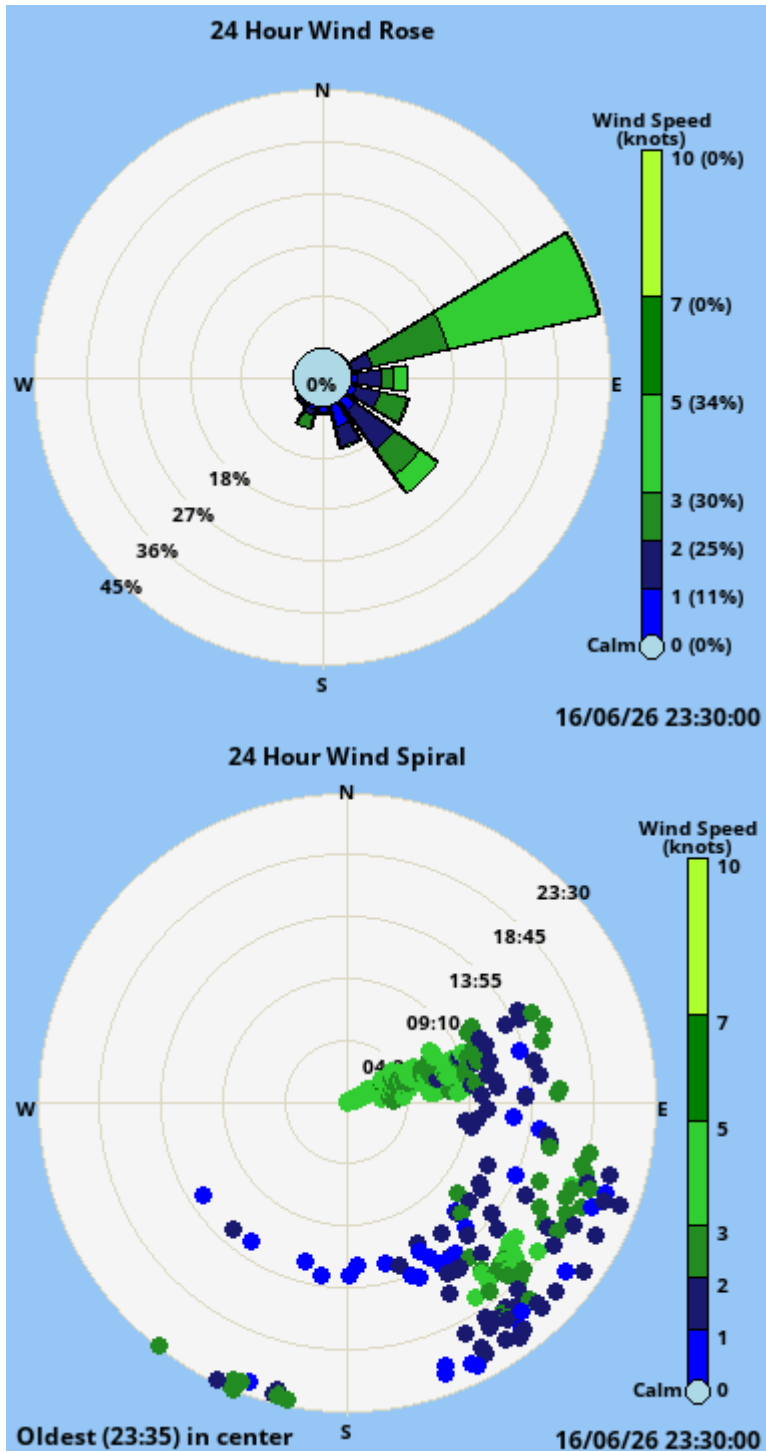 24 Hour Wind Rose
N
Wind Speed
(knots)
10 (0%)
7 (0%)
W
0%
E
5 (34%)
18%
3 (30%)
27%
2 (25%)
36%
1 (11%)
45%
Calm 0 (0%)
S
16/06/26 23:30:00
24 Hour Wind Spiral
N
Wind Speed
(knots)
10
23:30
18:45
13:55
7
09:10
W
E
5
3
2
1
Calm 0
S
Oldest (23:35) in center
16/06/26 23:30:00